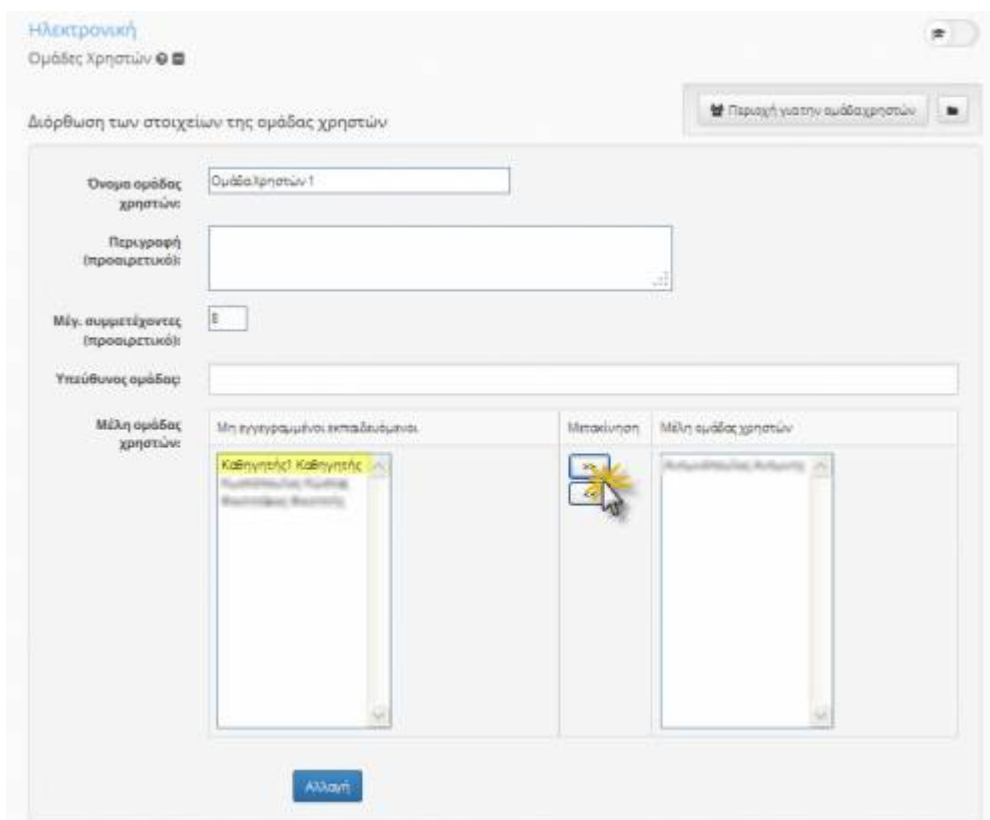 Ηλεκτρονική
Ομάδες Χρηστών
Περιοχή για την ομάδα χρηστών
Διόρθωση των στοιχείων της ομάδας χρηστών
Όνομα ομάδας χρηστών:
Ομάδα Χρηστών 1
Περιγραφή
(προαιρετικό):
Μέγ. συμμετέχοντες
(προαιρετικό):
8
Υπεύθυνος ομάδας:
Μέλη ομάδας
χρηστών:
Μη εγγεγραμμένοι εκπαιδευόμενοι
Μετακίνηση
Μέλη ομάδας χρηστών
Καθηγητής1 Καθηγητής
>>
<<
Αλλαγή